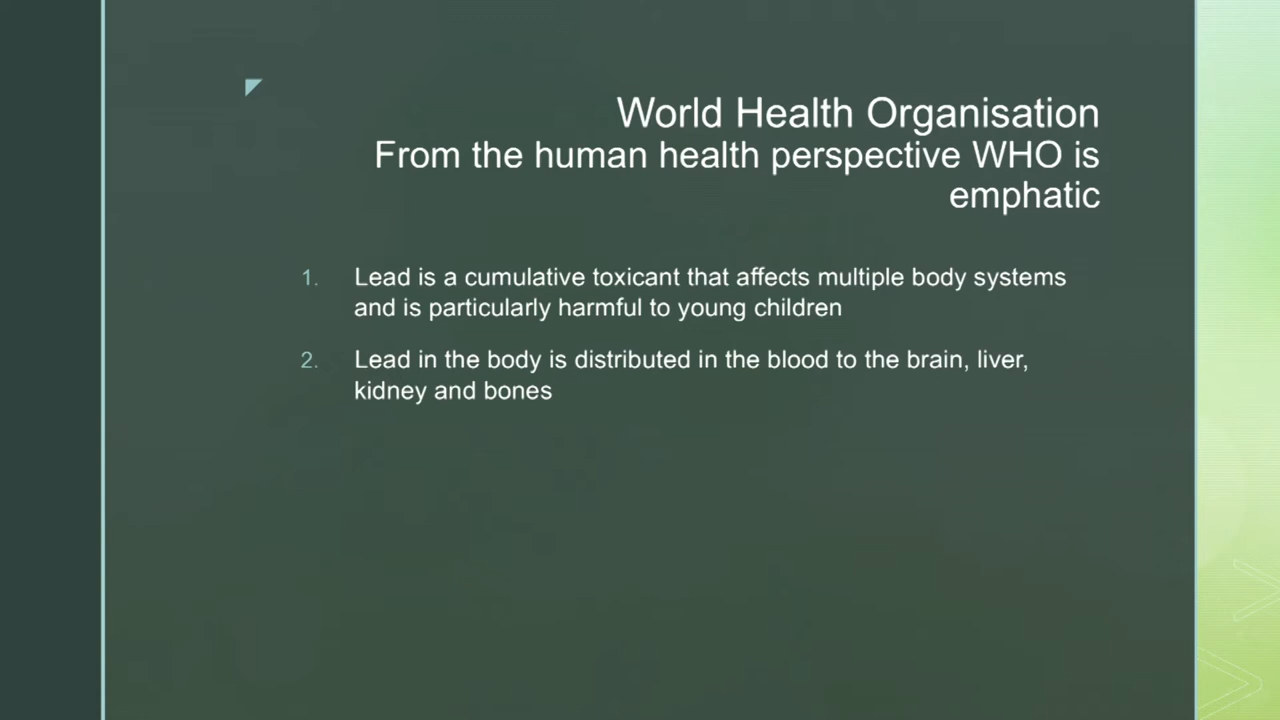 World Health Organisation
From the human health perspective WHO is
emphatic
1. Lead is a cumulative toxicant that affects multiple body systems
and is particularly harmful to young children
2. Lead in the body is distributed in the blood to the brain, liver,
kidney and bones